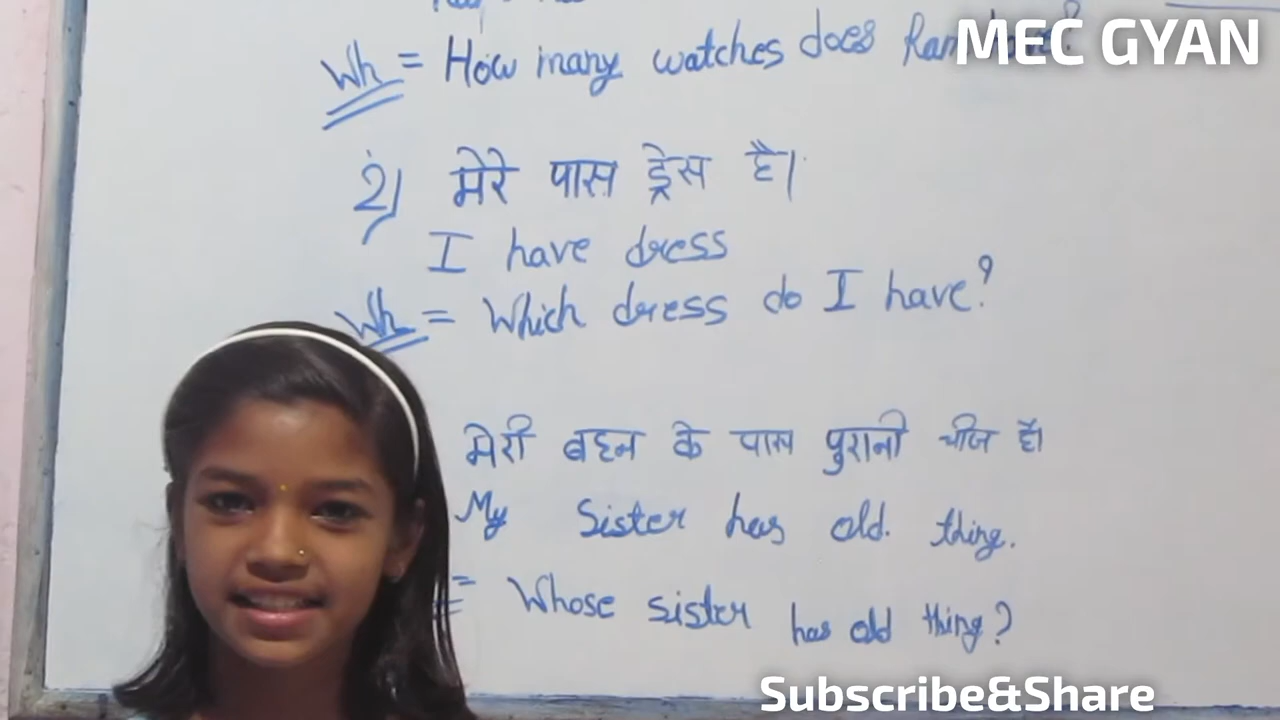 MEC GYAN
Wh = How many watches does Ram
2) मेरे पास ड्रेस है।
I have dress
Wh = Which dress do I have?
मेरी बहन के पास पुरानी चीज है।
My Sister has old thing.
= Whose sister has old thing?
Subscribe&Share